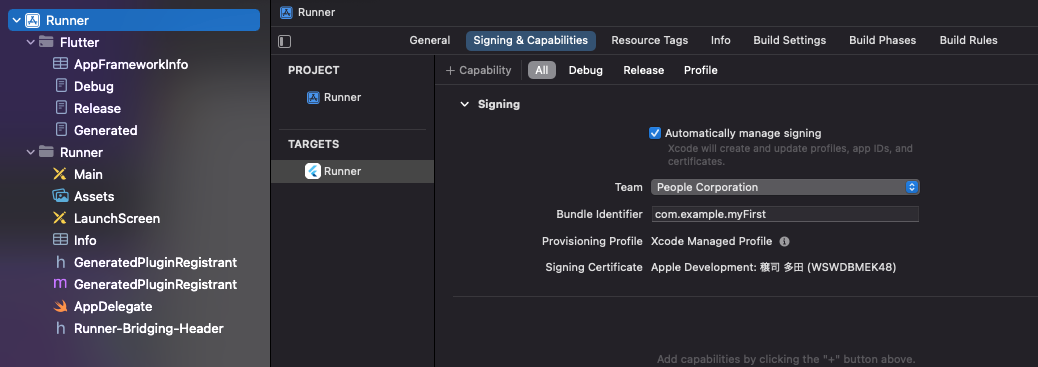 Runner
Flutter
AppFrameworkInfo
Debug
Release
Generated
Runner
Main
Assets
LaunchScreen
Info
GeneratedPluginRegistrant
GeneratedPluginRegistrant
AppDelegate
Runner-Bridging-Header
Runner
General Signing & Capabilities Resource Tags Info Build Settings Build Phases Build Rules
PROJECT
Runner
TARGETS
Runner
+ Capability All Debug Release Profile
Signing
Automatically manage signing
Xcode will create and update profiles, app IDs, and
certificates.
Team People Corporation
Bundle Identifier com.example.myFirst
Provisioning Profile Xcode Managed Profile
Signing Certificate Apple Development: 穣司 多田 (WSWDBMEK48)
Add capabilities by clicking the "+" button above.